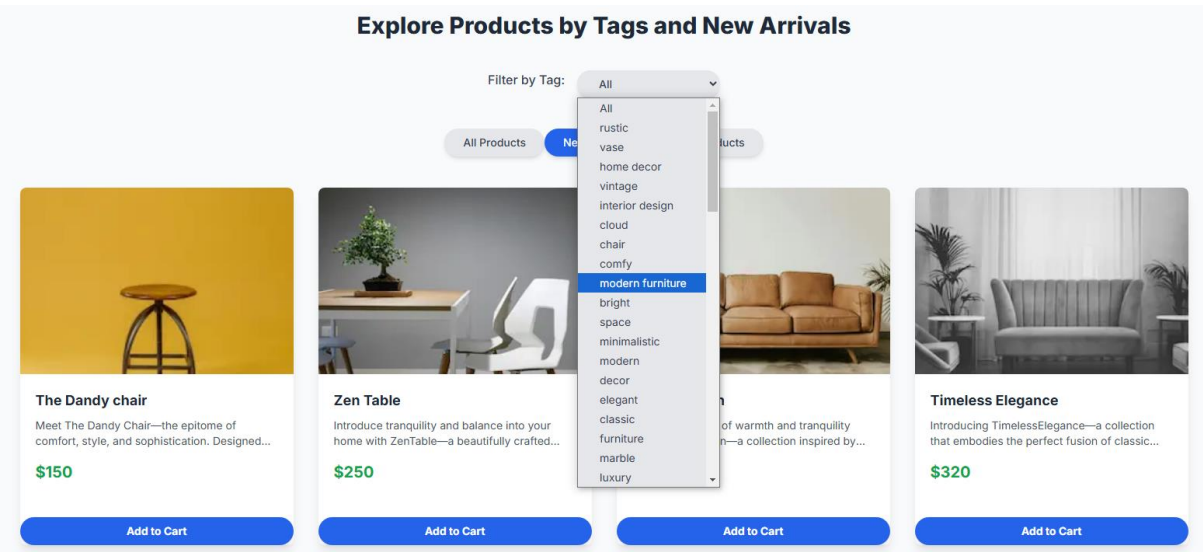 Explore Products by Tags and New Arrivals
Filter by Tag:
All
All
rustic
vase
home decor
vintage
interior design
cloud
chair
comfy
modern furniture
bright
space
minimalistic
modern
decor
elegant
classic
furniture
marble
luxury
All Products
The Dandy chair
Meet The Dandy Chair—the epitome of
comfort, style, and sophistication. Designed...
$150
Add to Cart
Zen Table
Introduce tranquility and balance into your
home with ZenTable—a beautifully crafted...
$250
Add to Cart
of warmth and tranquility
a collection inspired by...
Add to Cart
Timeless Elegance
Introducing TimelessElegance—a collection
that embodies the perfect fusion of classic...
$320
Add to Cart